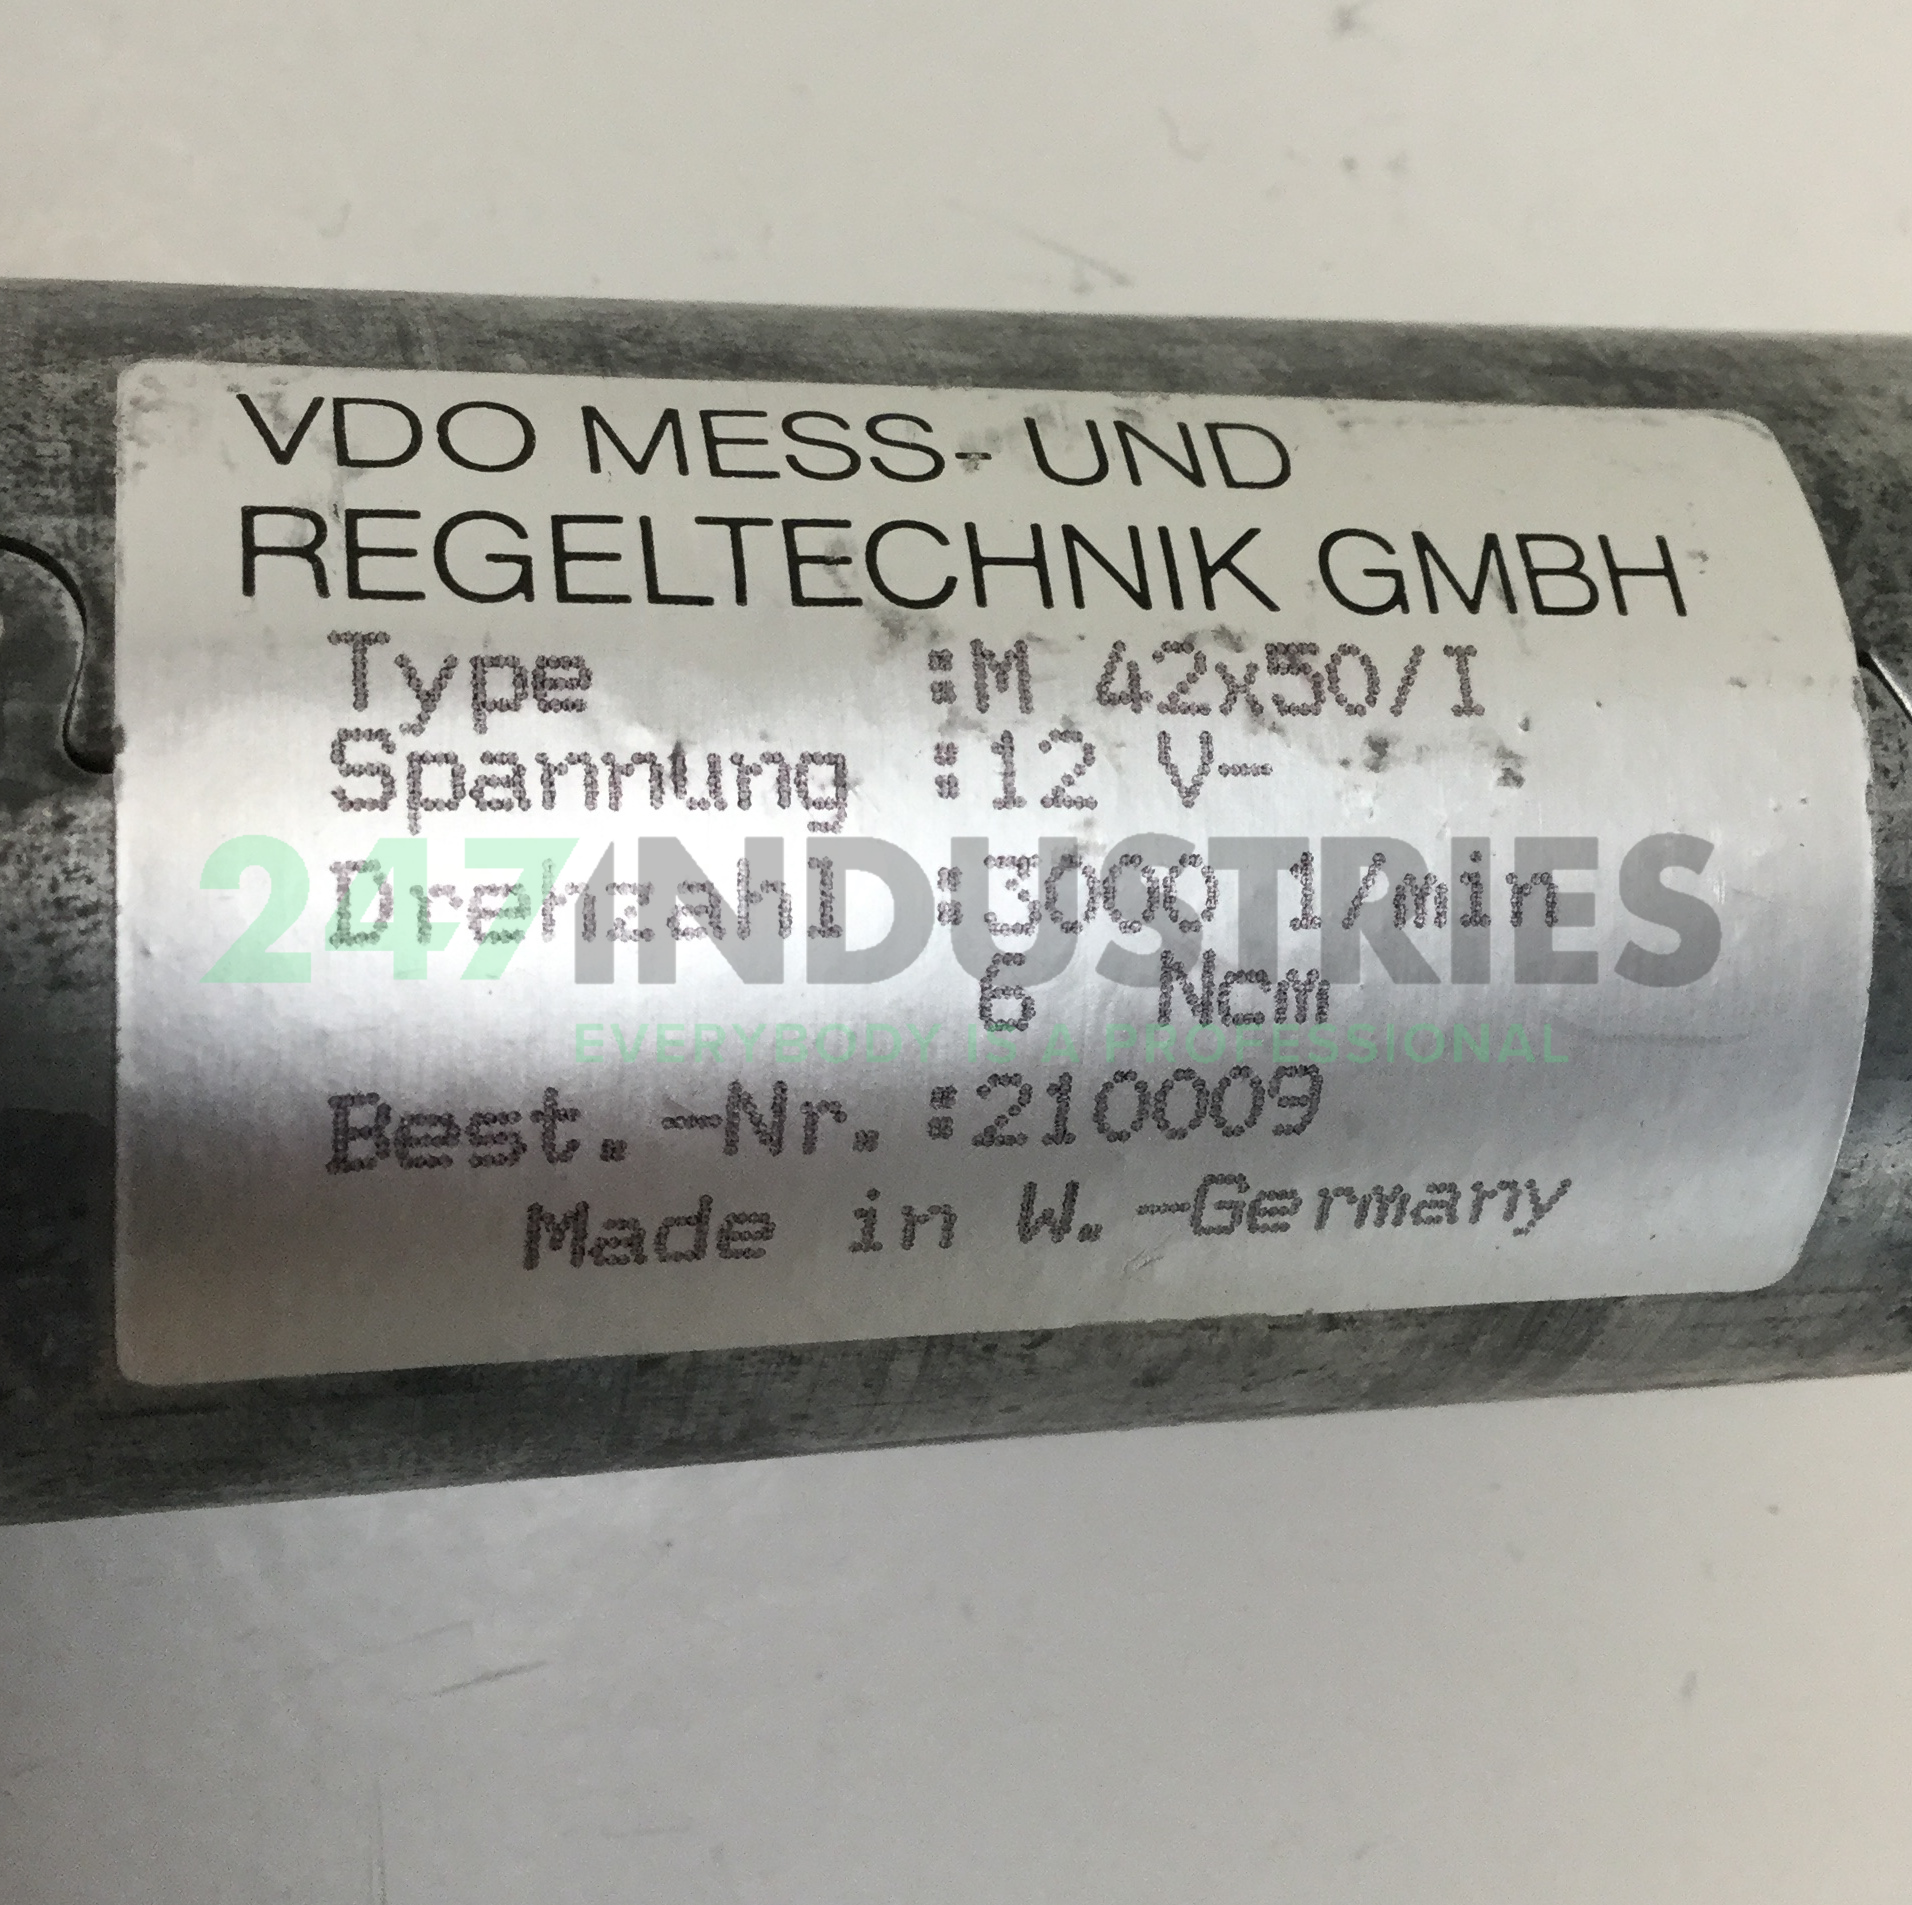 VDO MESS- UND
REGELTECHNIK GMBH
Type :M 42x50/I
Spannung :12 V-
Drehzahl :3000 1/min
247INDUSTRIES
6 Ncm
EVERYBODY IS A PROFESSIONAL
Best.-Nr. :210009
Made in W.-Germany